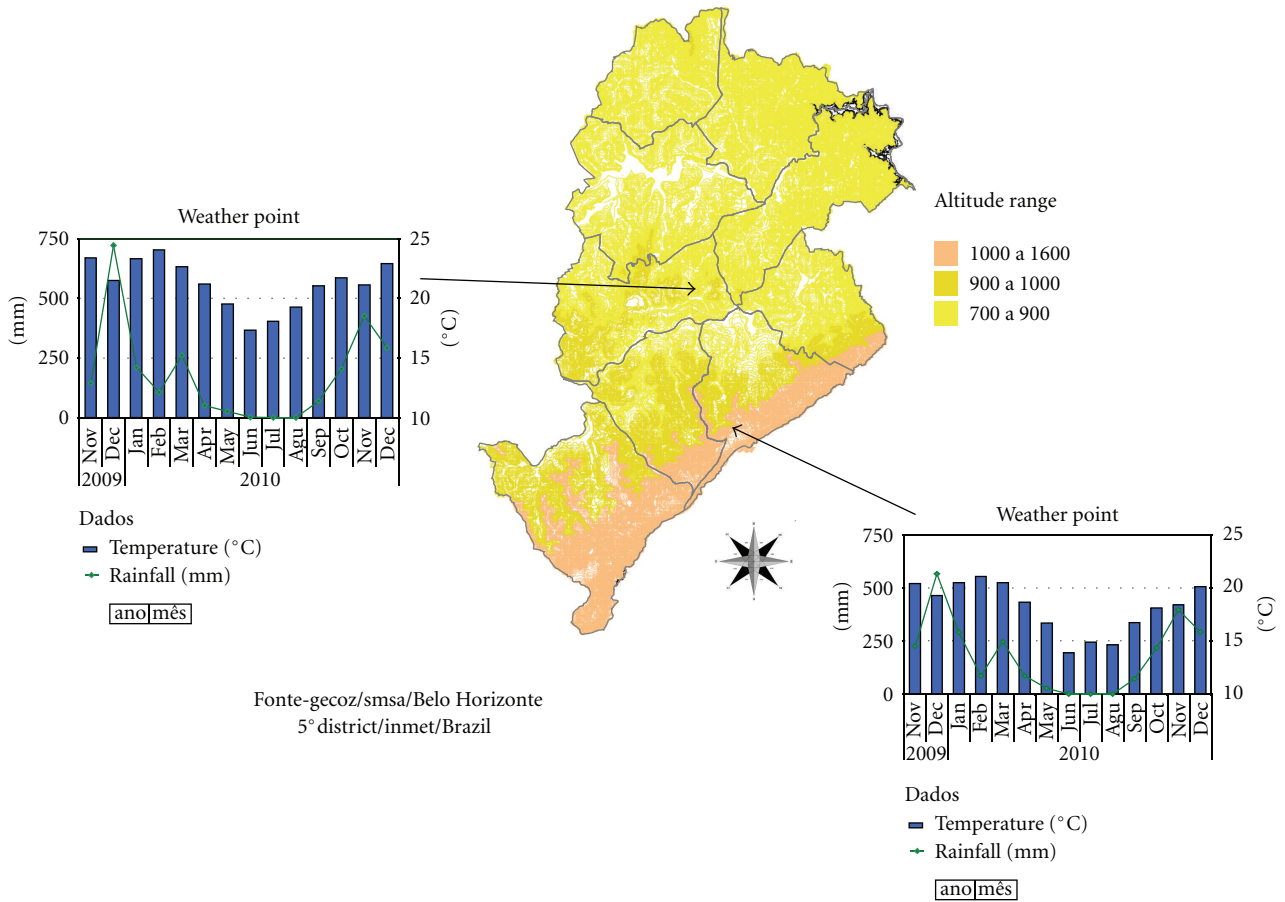 Weather point
750
500
250
0
(mm)
25
20
15
10
(°C)
Nov
Dec
Jan
Feb
Mar
Apr
May
Jun
Jul
Agu
Sep
Oct
Nov
Dec
2009
2010
Dados
Temperature (°C)
Rainfall (mm)
ano mês
Altitude range
1000 a 1600
900 a 1000
700 a 900
Weather point
750
500
250
0
(mm)
25
20
15
10
(°C)
Nov
Dec
Jan
Feb
Mar
Apr
May
Jun
Jul
Agu
Sep
Oct
Nov
Dec
2009
2010
Dados
Temperature (°C)
Rainfall (mm)
ano mês
Fonte-gecoz/smsa/Belo Horizonte
5° district/inmet/Brazil